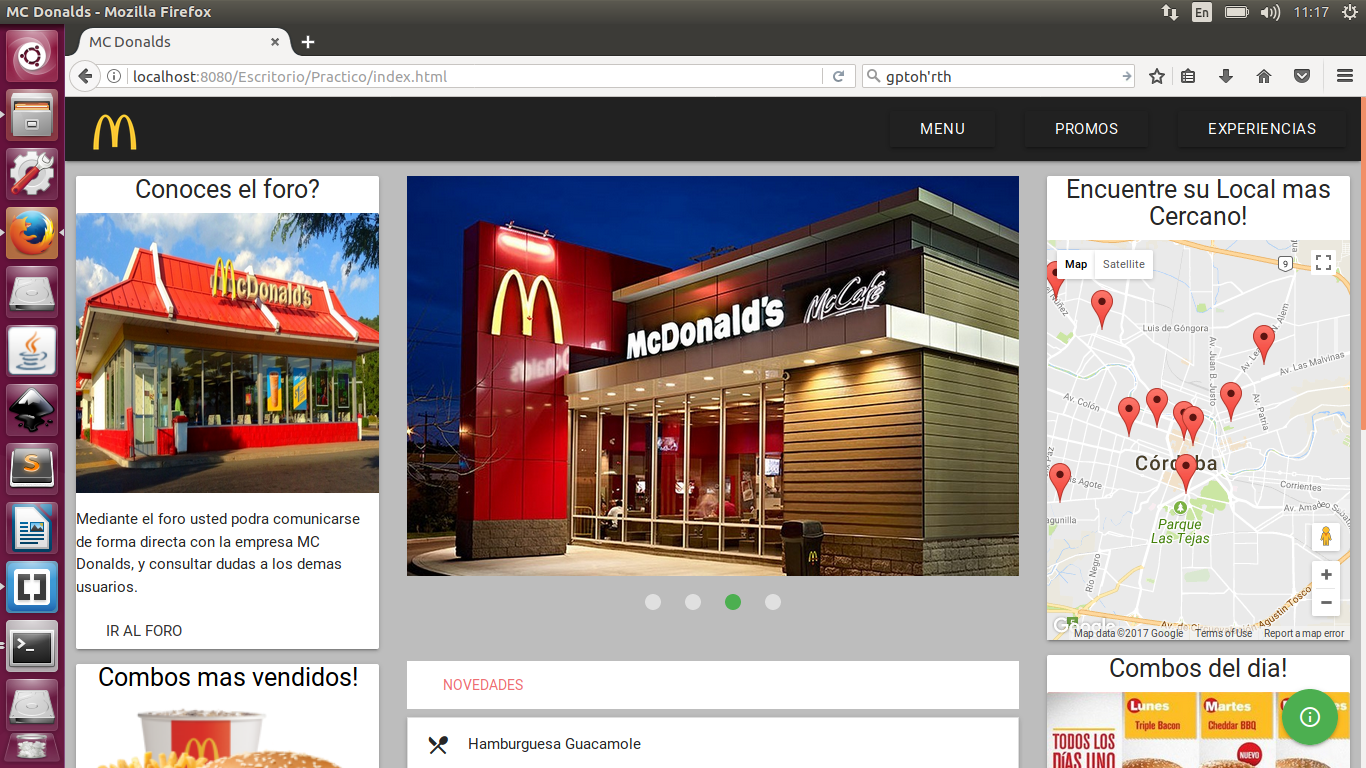 MC Donalds - Mozilla Firefox
En
11:17
MC Donalds
localhost:8080/Escritorio/Practico/index.html
gptoh'rth
MENU
PROMOS
EXPERIENCIAS
Conoces el foro?
McDonald's
Mediante el foro usted podra comunicarse
de forma directa con la empresa MC
Donalds, y consultar dudas a los demas
usuarios.
IR AL FORO
Combos mas vendidos!
McDonald's
McCafé
NOVEDADES
Hamburguesa Guacamole
Encuentre su Local mas
Cercano!
Map
Satellite
9
Luis de Góngora
Av. Juan B. Justo
Av. Las Malvinas
Av. Colón
Av. Patria
Córdoba
Agote
Corrientes
agunilla
Parque
Las Tejas
Río Negro
Agustín Tosco
Google
Map data ©2017 Google
Terms of Use
Report a map error
Combos del dia!
Lunes
Triple Bacon
Martes
Cheddar BBQ
TODOS LOS
DÍAS UNO
NUEVO